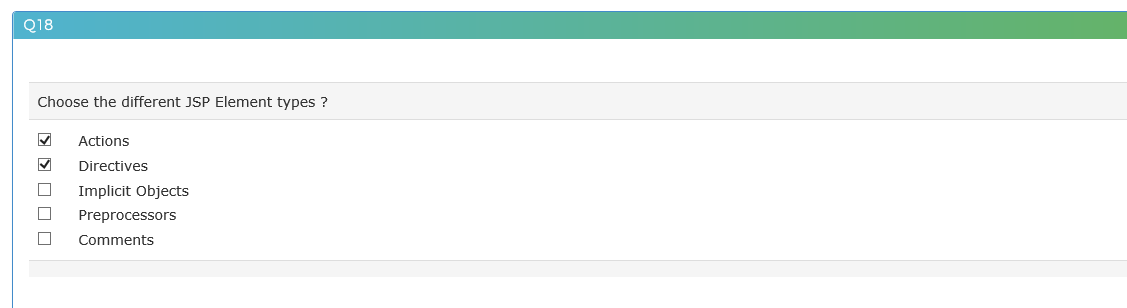 Q18
Choose the different JSP Element types ?
Actions
Directives
Implicit Objects
Preprocessors
Comments